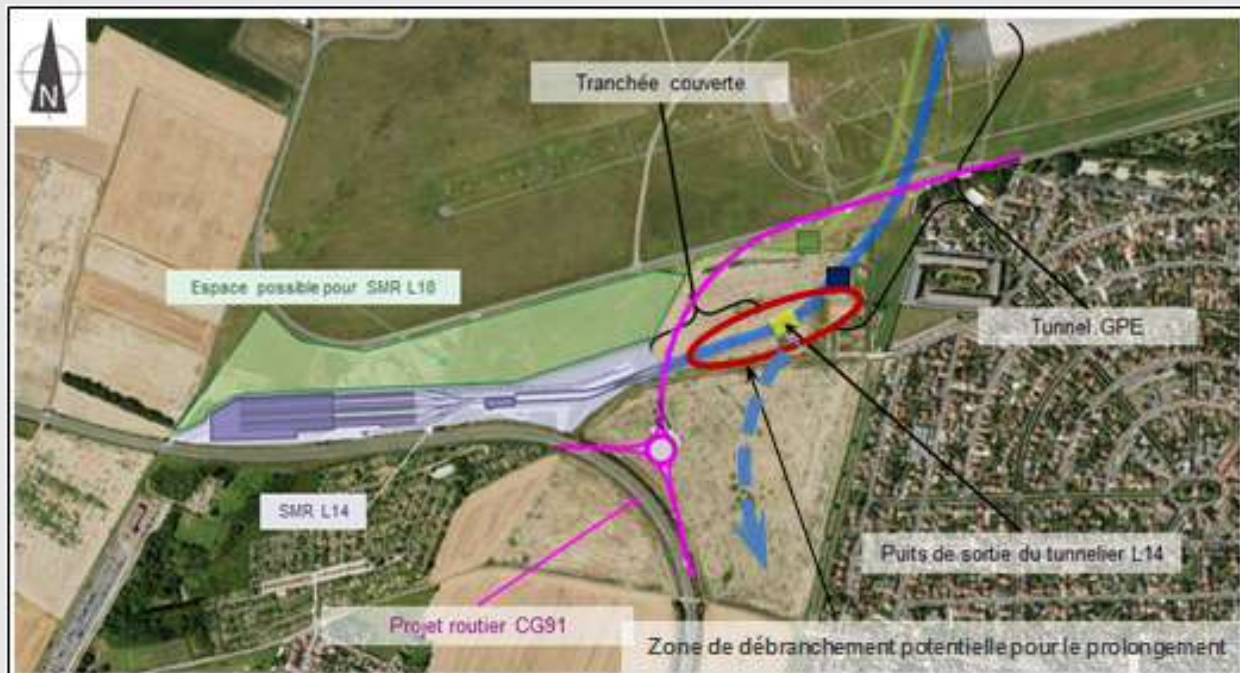 N
Tranchée couverte
Espace possible pour SMR L18
Tunnel GPE
SMR L14
Puits de sortie du tunnelier L14
Projet routier CG91
Zone de débranchement potentielle pour le prolongement